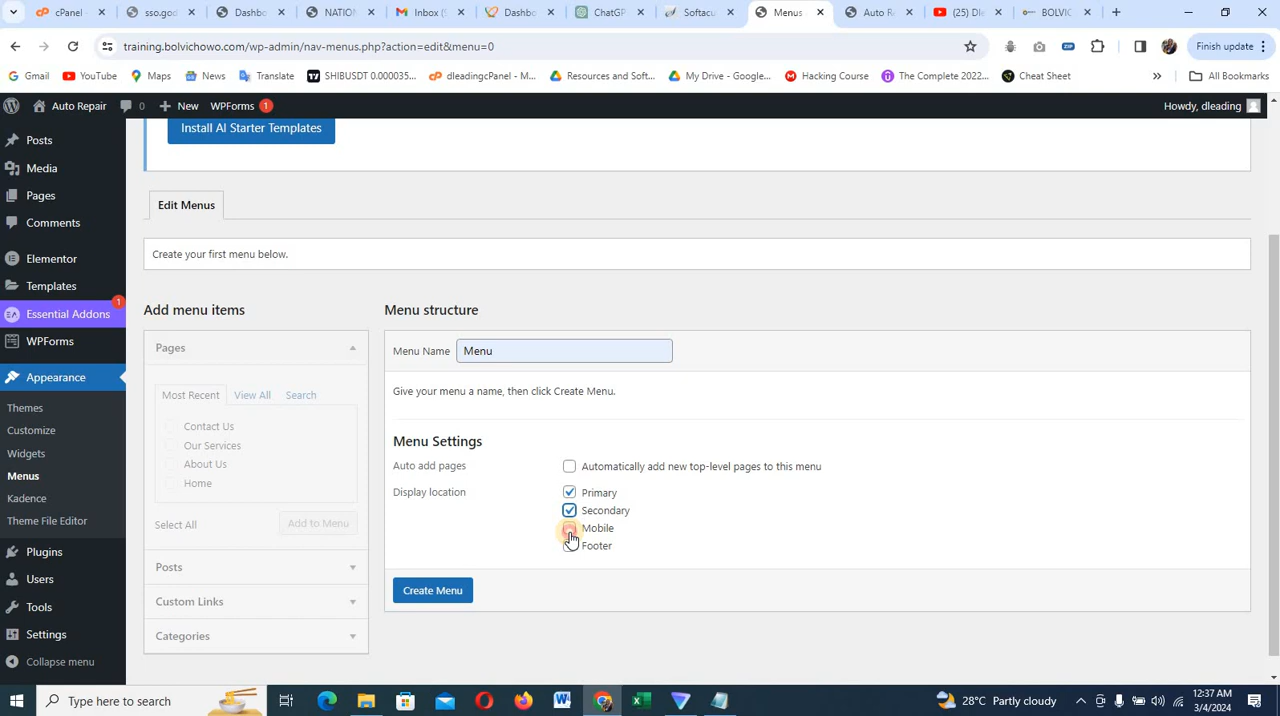 cPanel -
sso.god
Dashbo
NATION
Inbox (
Dashbo
ChatGP
Softacu
Menus
Auto R
(25) Dl
BOLVIC
training.bolvichowo.com/wp-admin/nav-menus.php?action=edit&menu=0
ZIP
Finish update
Gmail
YouTube
Maps
News
Translate
SHIBUSDT 0.000035...
dleadingcPanel - M...
Resources and Soft...
My Drive - Google...
Hacking Course
The Complete 2022...
Cheat Sheet
All Bookmarks
Auto Repair
0
New
WPForms 1
Howdy, dleading
Posts
Media
Pages
Comments
Elementor
Templates
Essential Addons
1
WPForms
Appearance
Themes
Customize
Widgets
Menus
Kadence
Theme File Editor
Plugins
Users
Tools
Settings
Collapse menu
Install AI Starter Templates
Edit Menus
Create your first menu below.
Add menu items
Pages
Most Recent
View All
Search
Contact Us
Our Services
About Us
Home
Select All
Add to Menu
Posts
Custom Links
Categories
Menu structure
Menu Name
Menu
Give your menu a name, then click Create Menu.
Menu Settings
Auto add pages
Automatically add new top-level pages to this menu
Display location
Primary
Secondary
Mobile
Footer
Create Menu
Type here to search
28°C Partly cloudy
12:37 AM
3/4/2024